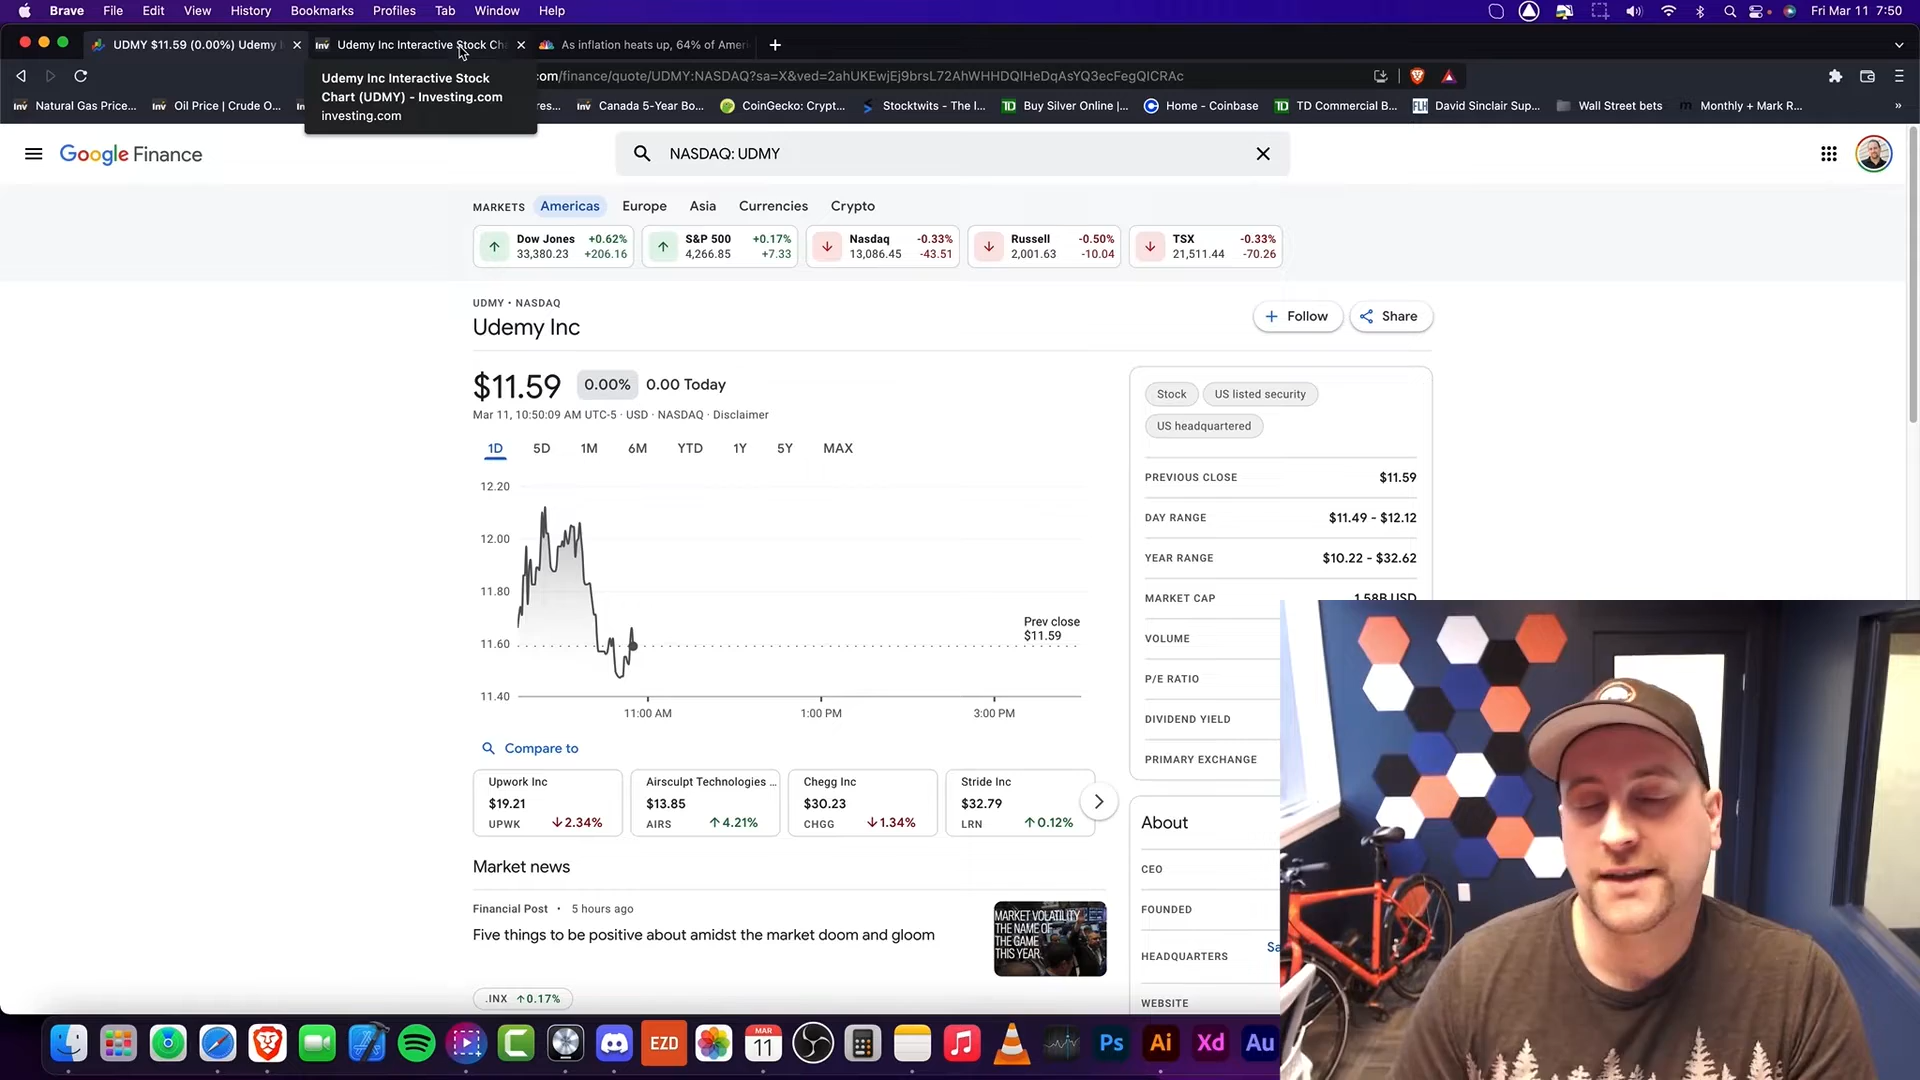 Brave File Edit View History Bookmarks Profiles Tab Window Help
Fri Mar 11 7:50
UDMY $11.59 (0.00%) Udemy I
Inv Udemy Inc Interactive Stock Cha
As inflation heats up, 64% of Ameri
Udemy Inc Interactive Stock
Chart (UDMY) - Investing.com
investing.com
om/finance/quote/UDMY:NASDAQ?sa=X&ved=2ahUKEwjEj9brsL72AhWHHDQIHeDqAsYQ3ecFegQICRAc
Inv Natural Gas Price...
Inv Oil Price | Crude O...
res...
Inv Canada 5-Year Bo...
CoinGecko: Crypt...
Stocktwits - The l...
TD Buy Silver Online |...
Home - Coinbase
TD TD Commercial B...
FLH David Sinclair Sup...
Wall Street bets
m Monthly + Mark R...
»
Google Finance
NASDAQ: UDMY
MARKETS Americas Europe Asia Currencies Crypto
Dow Jones +0.62%
33,380.23 +206.16
S&P 500 +0.17%
4,266.85 +7.33
Nasdaq -0.33%
13,086.45 -43.51
Russell -0.50%
2,001.63 -10.04
TSX -0.33%
21,511.44 -70.26
UDMY • NASDAQ
Udemy Inc
Follow
Share
$11.59 0.00% 0.00 Today
Mar 11, 10:50:09 AM UTC-5 · USD · NASDAQ · Disclaimer
1D 5D 1M 6M YTD 1Y 5Y MAX
12.20
12.00
11.80
11.60
11.40
Prev close
$11.59
11:00 AM 1:00 PM 3:00 PM
Stock US listed security
US headquartered
PREVIOUS CLOSE $11.59
DAY RANGE $11.49 - $12.12
YEAR RANGE $10.22 - $32.62
MARKET CAP 1.58B USD
VOLUME
P/E RATIO
DIVIDEND YIELD
PRIMARY EXCHANGE
Compare to
Upwork Inc
$19.21
UPWK 2.34%
Airsculpt Technologies ...
$13.85
AIRS 4.21%
Chegg Inc
$30.23
CHGG 1.34%
Stride Inc
$32.79
LRN 0.12%
About
CEO
FOUNDED
HEADQUARTERS Sa
WEBSITE
Market news
Financial Post • 5 hours ago
Five things to be positive about amidst the market doom and gloom
MARKET VOLATILITY
THE NAME OF
THE GAME
THIS YEAR.
.INX 0.17%
EZD
MAR
11
Ps
Ai
Xd
Au